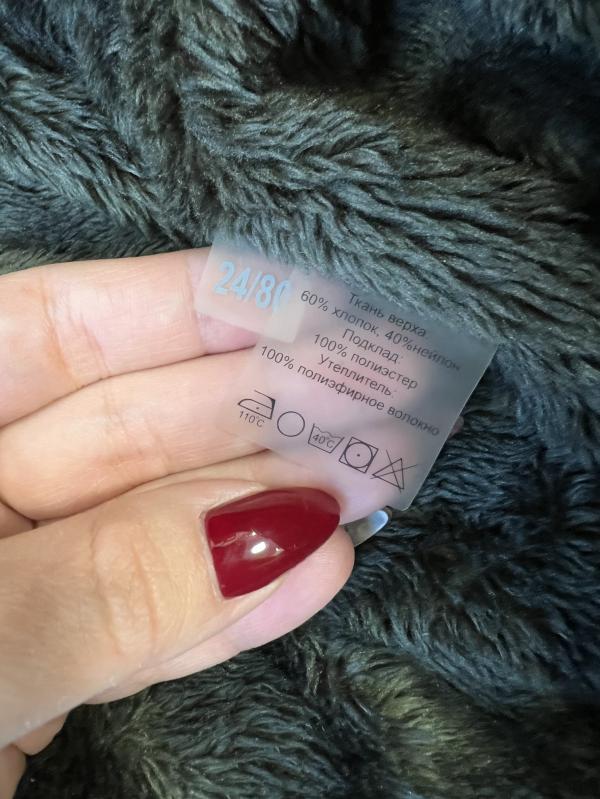 24/80
Ткань верха
60% хлопок, 40%нейлон
Подклад:
100% полиэстер
Утеплитель:
100% полиэфирное волокно
110°C
40°C